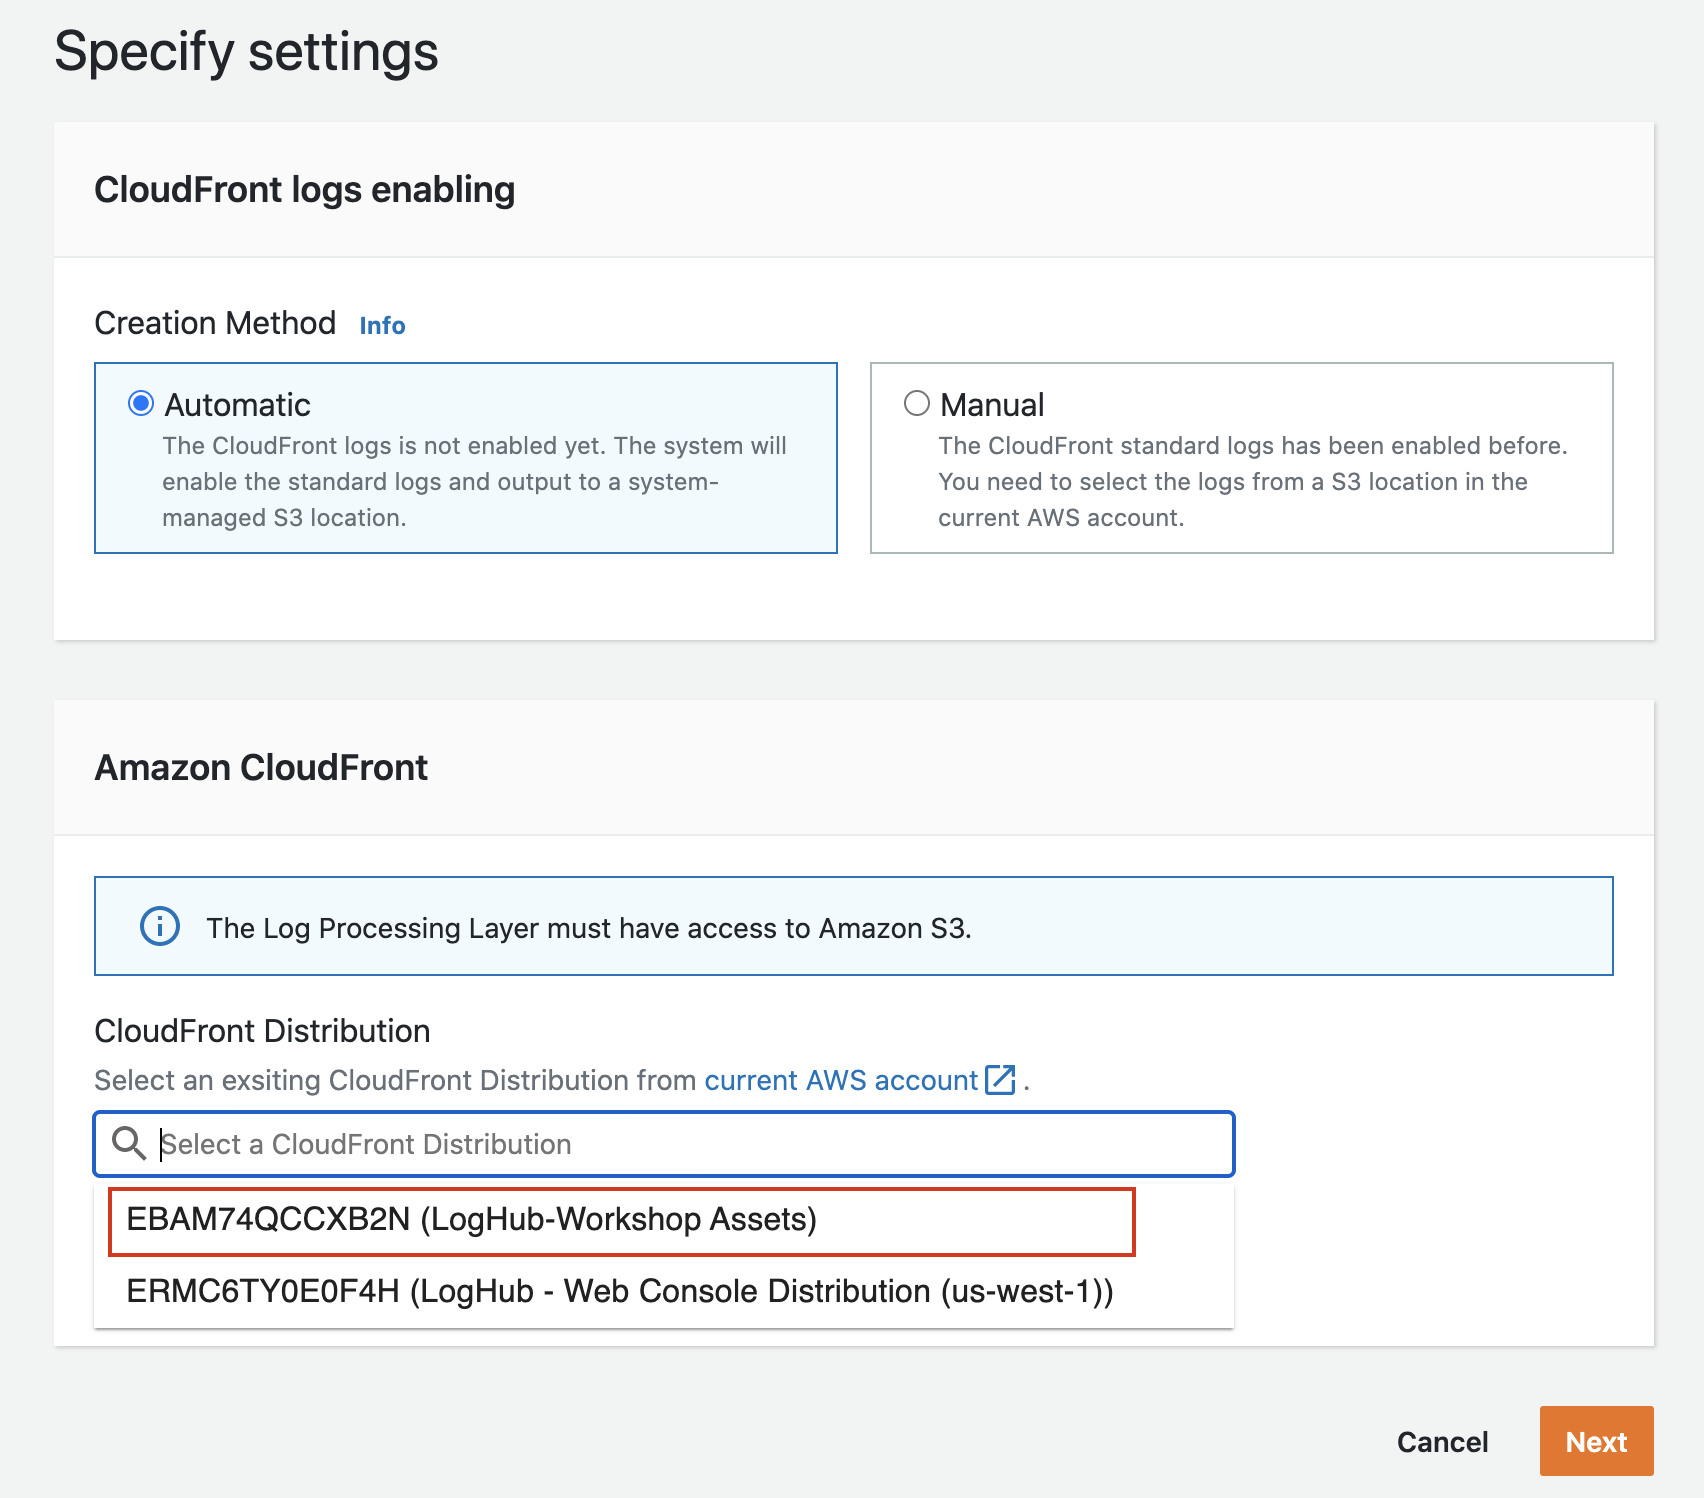 Specify settings
CloudFront logs enabling
Creation Method Info
Automatic
The CloudFront logs is not enabled yet. The system will
enable the standard logs and output to a system-
managed S3 location.
Manual
The CloudFront standard logs has been enabled before.
You need to select the logs from a S3 location in the
current AWS account.
Amazon CloudFront
The Log Processing Layer must have access to Amazon S3.
CloudFront Distribution
Select an exsiting CloudFront Distribution from current AWS account .
Select a CloudFront Distribution
EBAM74QCCXB2N (LogHub-Workshop Assets)
ERMC6TY0E0F4H (LogHub - Web Console Distribution (us-west-1))
Cancel Next